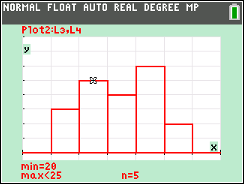 NORMAL FLOAT AUTO REAL DEGREE MP
Plot2:L3,L4
y
x
min=20
max<25 n=5